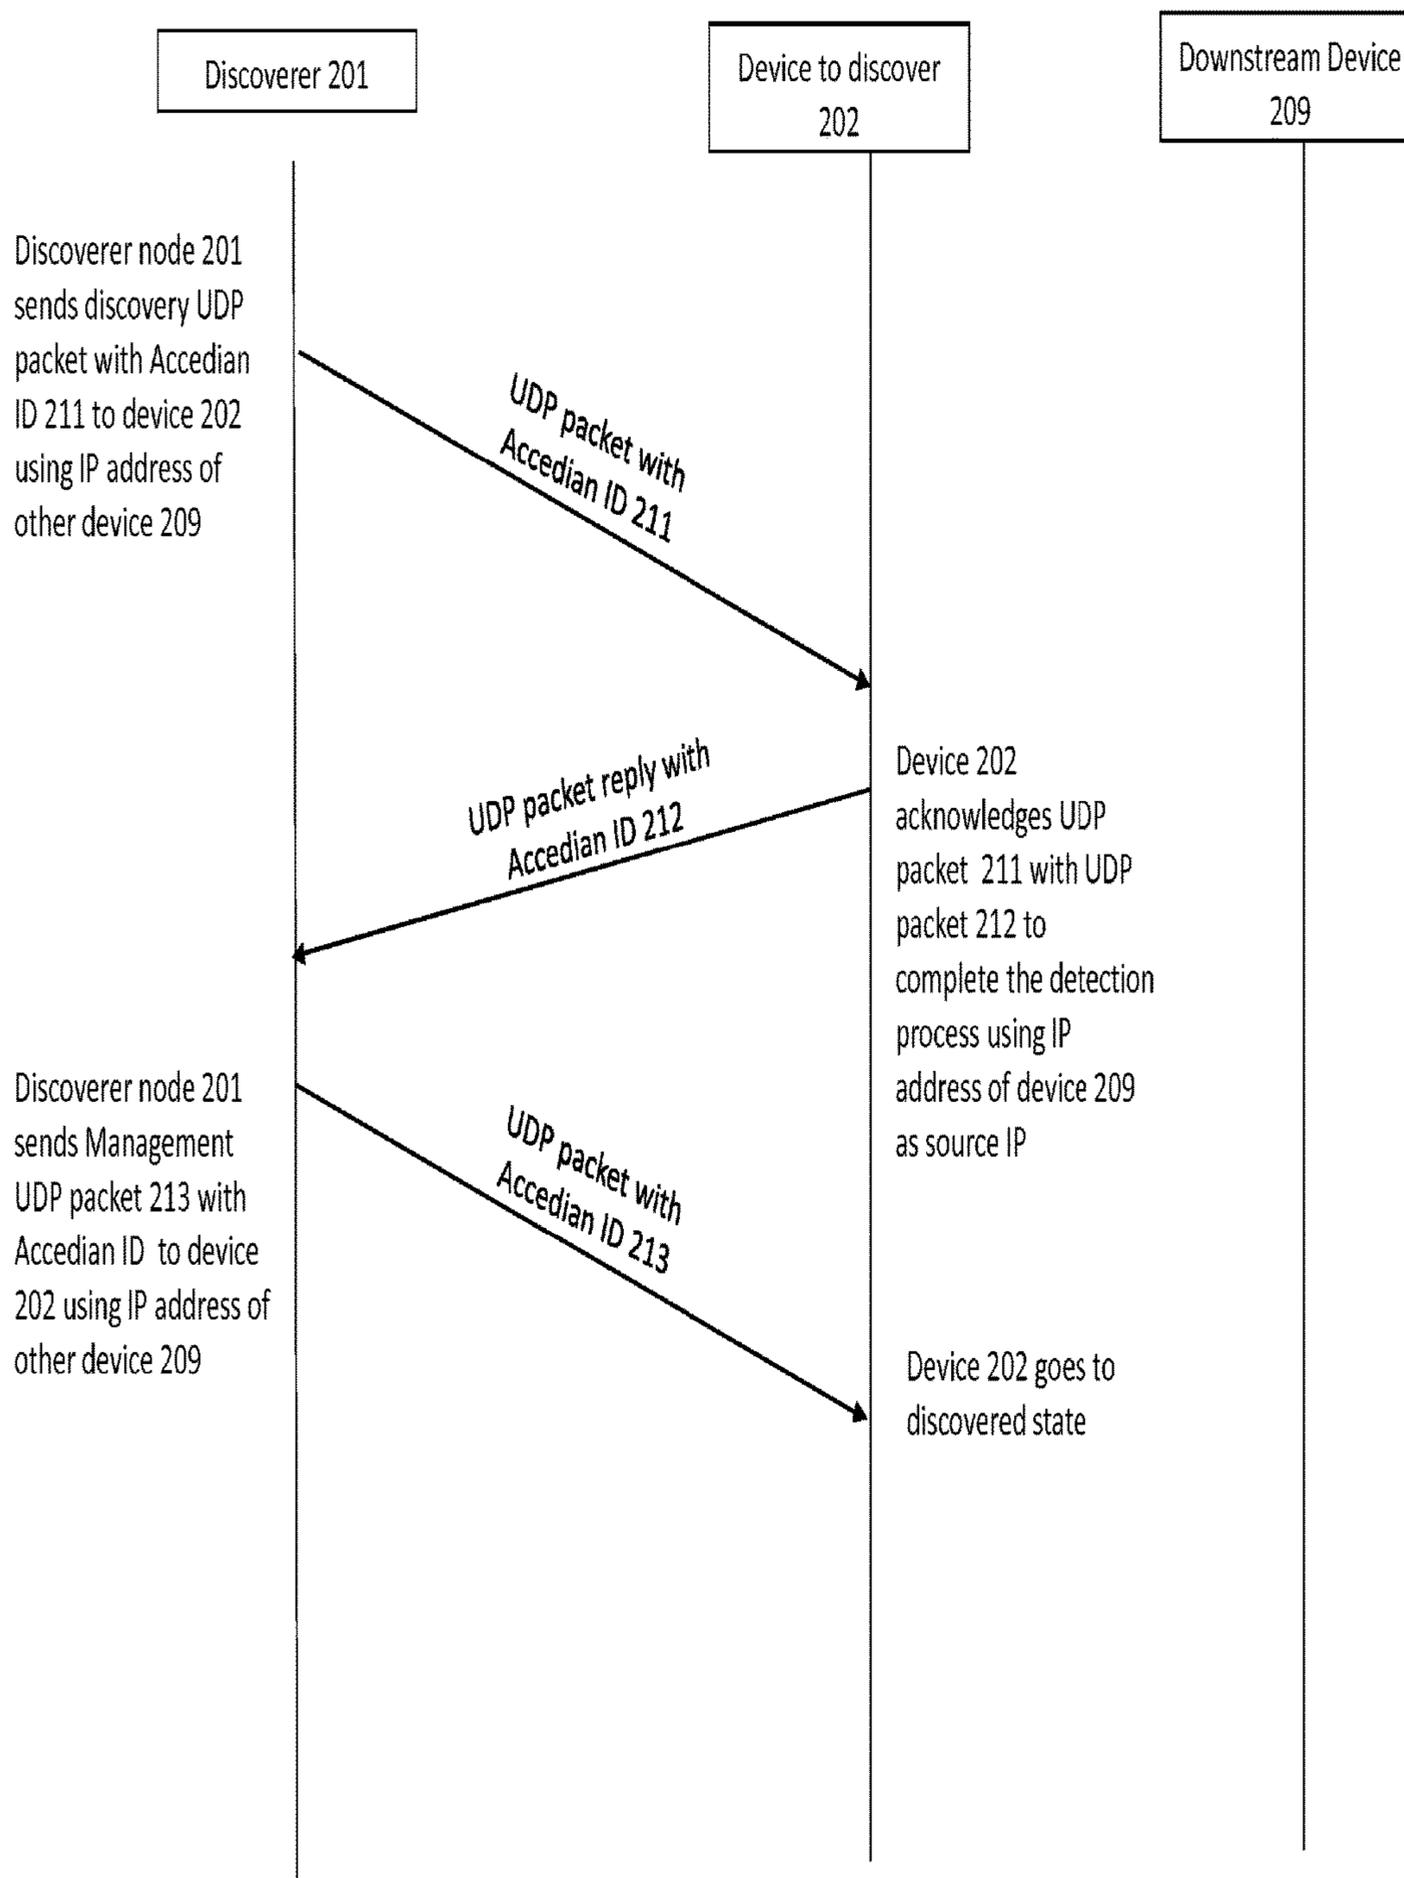 Discoverer 201
Device to discover
202
Downstream Device
209
Discoverer node 201
sends discovery UDP
packet with Accedian
ID 211 to device 202
using IP address of
other device 209
UDP packet with
Accedian ID 211
UDP packet reply with
Accedian ID 212
Device 202
acknowledges UDP
packet 211 with UDP
packet 212 to
complete the detection
process using IP
address of device 209
as source IP
Discoverer node 201
sends Management
UDP packet 213 with
Accedian ID to device
202 using IP address of
other device 209
UDP packet with
Accedian ID 213
Device 202 goes to
discovered state